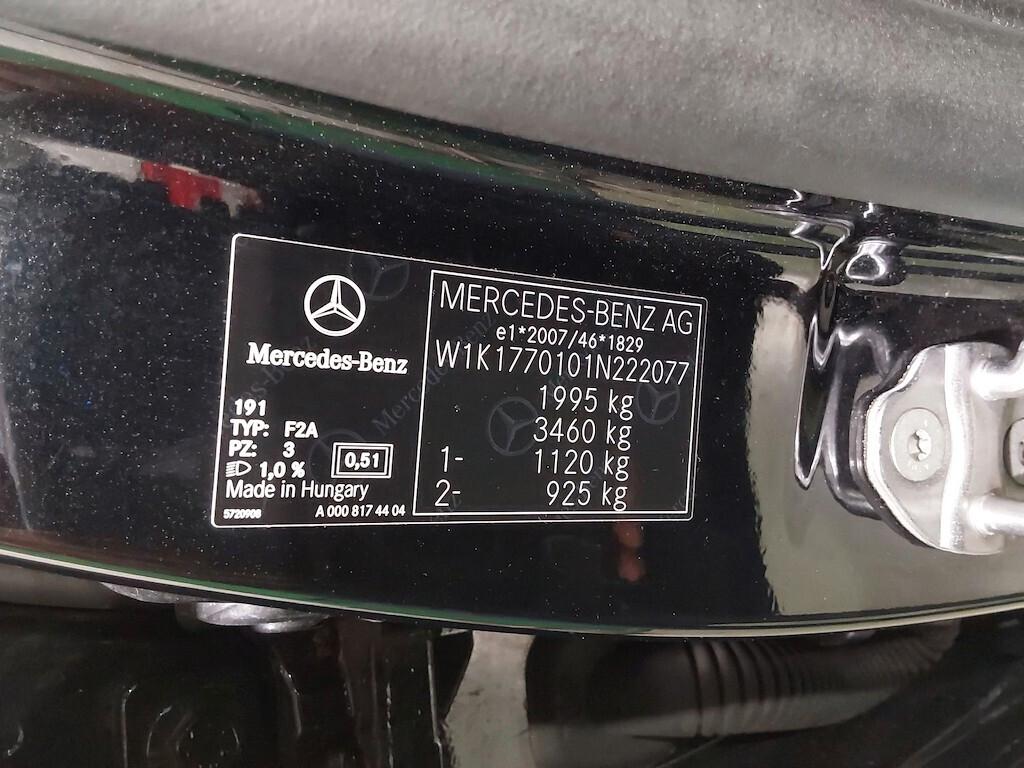 Mercedes-Benz
191
TYP: F2A
PZ: 3
1,0 %
0,51
Made in Hungary
5720908
A 000 817 44 04
MERCEDES-BENZ AG
e1*2007/46*1829
W1K1770101N222077
1995 kg
3460 kg
1- 1120 kg
2- 925 kg